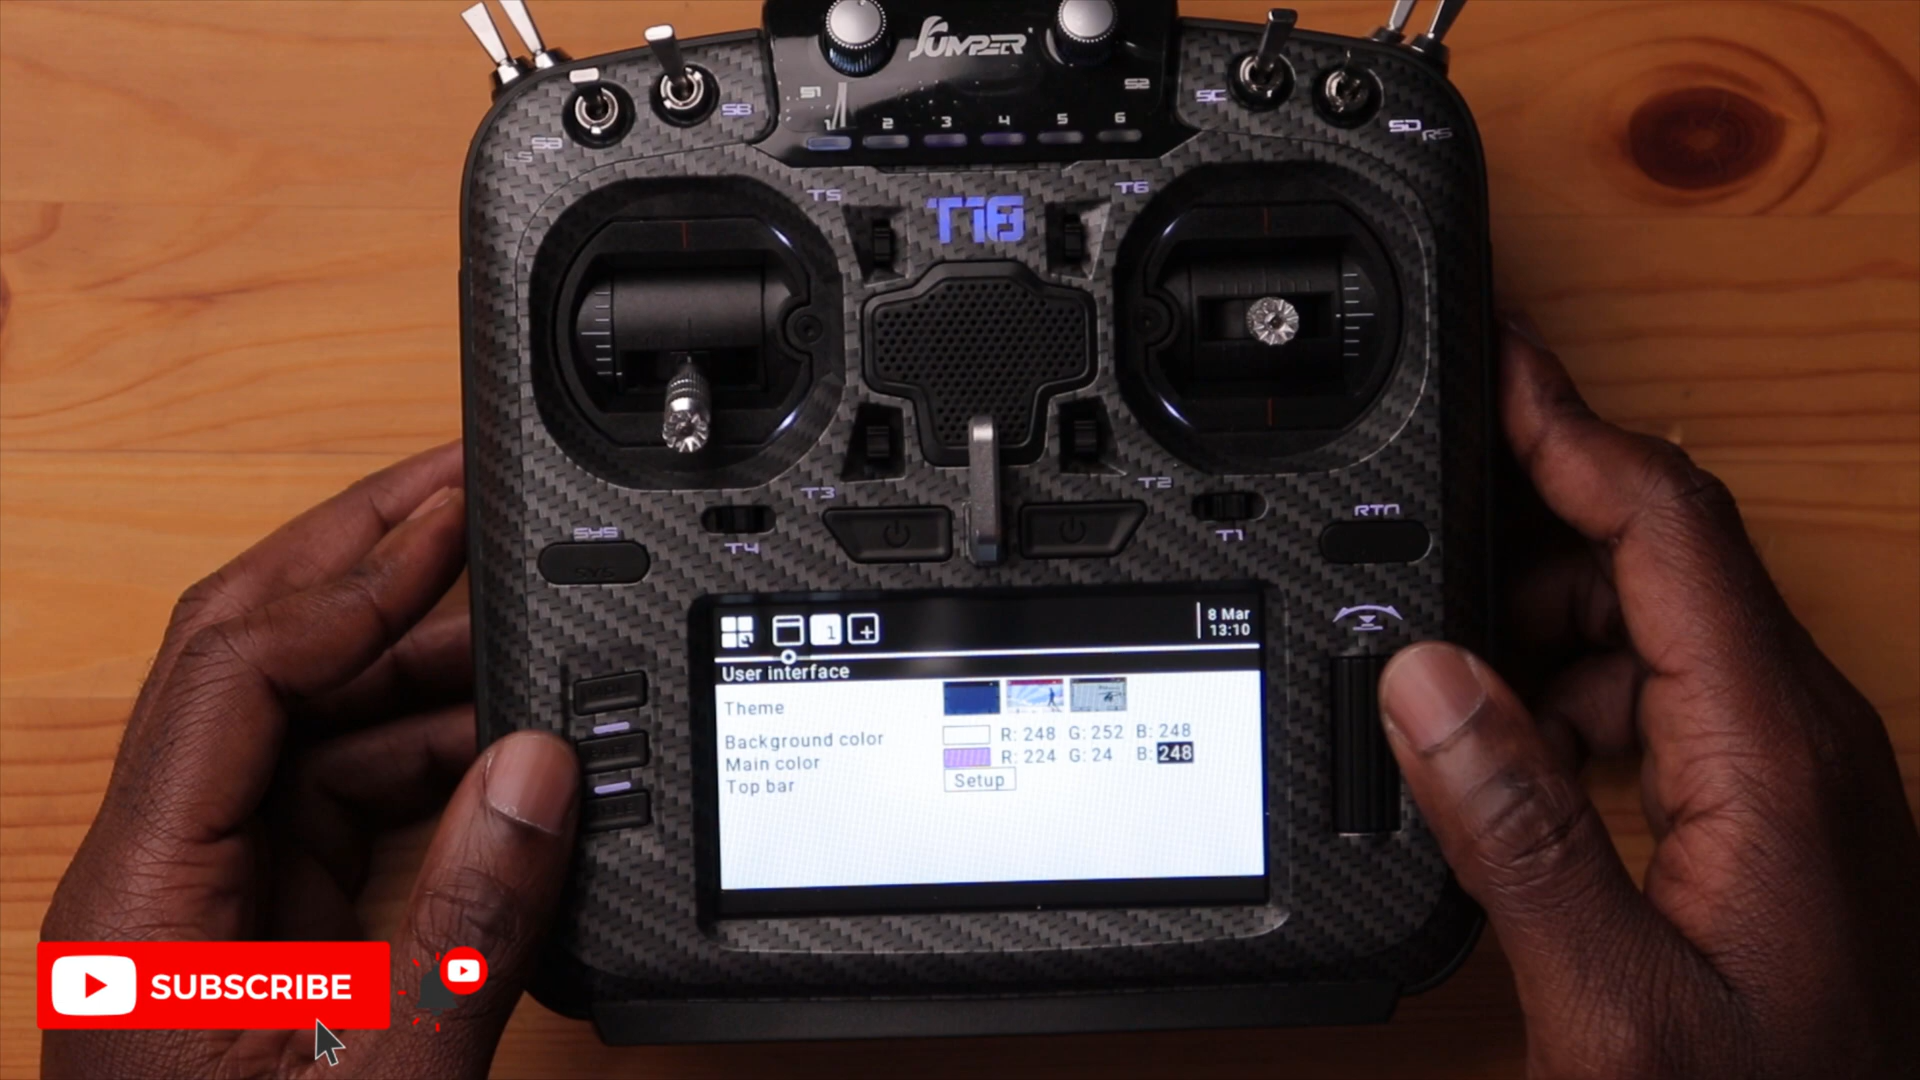 JUMPER
S1
S2
SB
SC
SD
RS
LS
1 2 3 4 5 6
T5
T6
T16
T3
T2
SYS
T4
T1
RTN
SYS
1
8 Mar
13:10
User interface
Theme
Background color R: 248 G: 252 B: 248
Main color R: 224 G: 24 B: 248
Top bar Setup
SUBSCRIBE